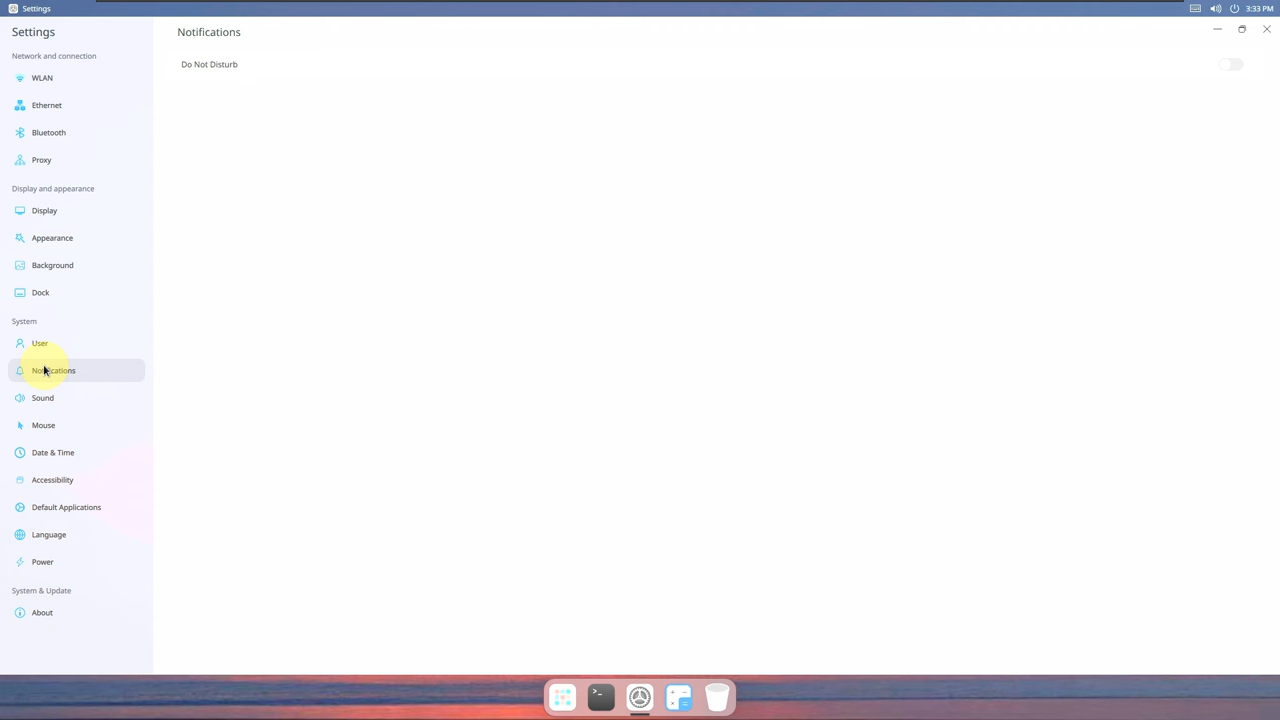 Settings
3:33 PM
Settings
Notifications
Network and connection
Do Not Disturb
WLAN
Ethernet
Bluetooth
Proxy
Display and appearance
Display
Appearance
Background
Dock
System
User
Notifications
Sound
Mouse
Date & Time
Accessibility
Default Applications
Language
Power
System & Update
About